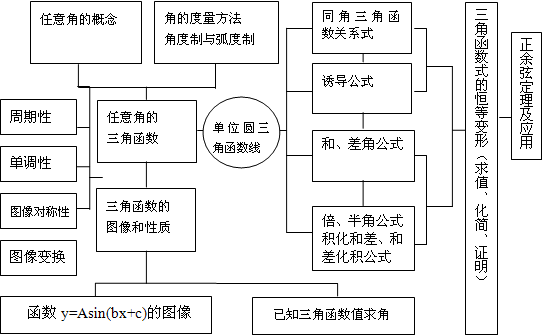 任意角的概念
角的度量方法
角度制与弧度制
同角三角函
数关系式
诱导公式
周期性
任意角的
三角函数
单位圆三
角函数线
和、差角公式
单调性
三角函数的
图像和性质
图像对称性
倍、半角公式
积化和差、和
差化积公式
图像变换
函数 y=Asin(bx+c)的图像
已知三角函数值求角
三角函数式的恒等变形（求值、化简、证明）
正余弦定理及应用